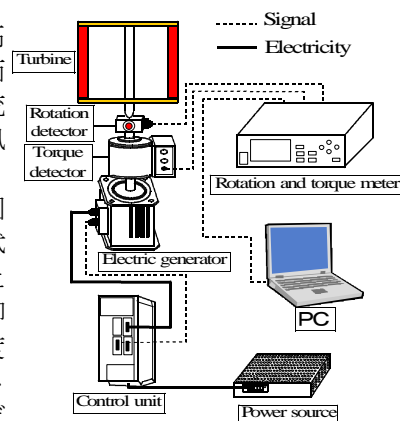 Signal
Electricity
Turbine
Rotation
detector
Torque
detector
Rotation and torque meter
Electric generator
PC
Control unit
Power source